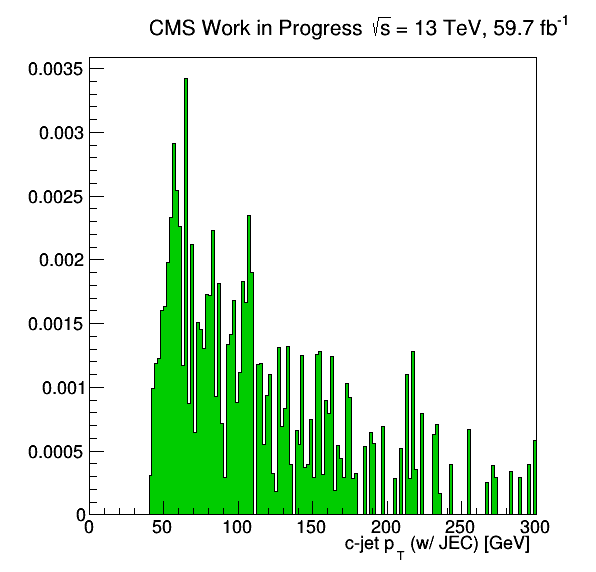 CMS Work in Progress √s = 13 TeV, 59.7 fb⁻¹
0.0035
0.003
0.0025
0.002
0.0015
0.001
0.0005
0
0 50 100 150 200 250 300
c-jet p_T (w/ JEC) [GeV]